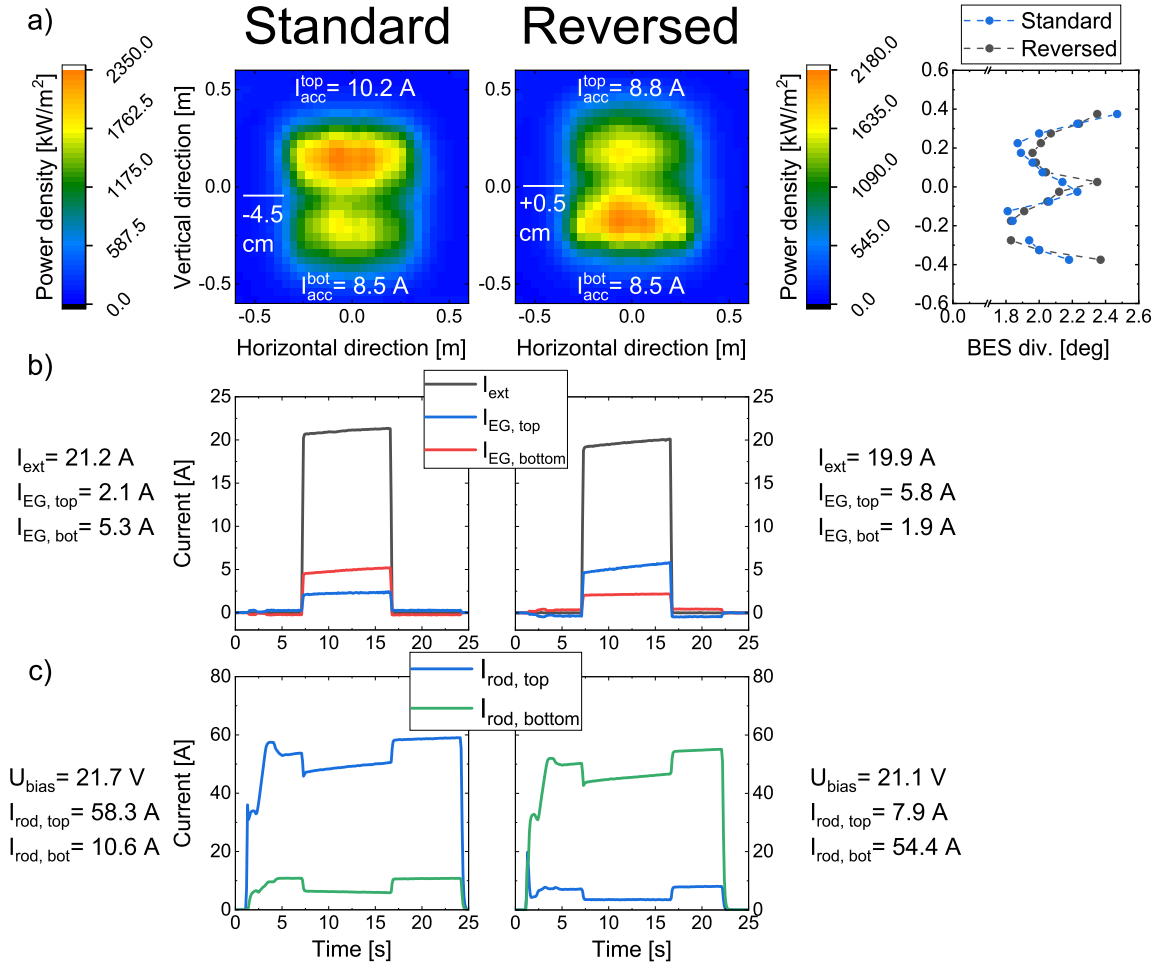 a)
Standard
Reversed
Standard
Reversed
Power density [kW/m²]
2350.0
1762.5
1175.0
587.5
0.0
Vertical direction [m]
0.5
0.0
-0.5
I_acc^top = 10.2 A
-4.5
cm
I_acc^bot = 8.5 A
-0.5
0.0
0.5
Horizontal direction [m]
I_acc^top = 8.8 A
+0.5
cm
I_acc^bot = 8.5 A
-0.5
0.0
0.5
Horizontal direction [m]
Power density [kW/m²]
2180.0
1635.0
1090.0
545.0
0.0
0.6
0.4
0.2
0.0
-0.2
-0.4
-0.6
0.0
1.8
2.0
2.2
2.4
2.6
BES div. [deg]
b)
I_ext
I_EG, top
I_EG, bottom
I_ext = 21.2 A
I_EG, top = 2.1 A
I_EG, bot = 5.3 A
Current [A]
25
20
15
10
5
0
0
5
10
15
20
25
25
20
15
10
5
0
0
5
10
15
20
25
I_ext = 19.9 A
I_EG, top = 5.8 A
I_EG, bot = 1.9 A
c)
I_rod, top
I_rod, bottom
U_bias = 21.7 V
I_rod, top = 58.3 A
I_rod, bot = 10.6 A
Current [A]
80
60
40
20
0
0
5
10
15
20
25
Time [s]
80
60
40
20
0
0
5
10
15
20
25
Time [s]
U_bias = 21.1 V
I_rod, top = 7.9 A
I_rod, bot = 54.4 A